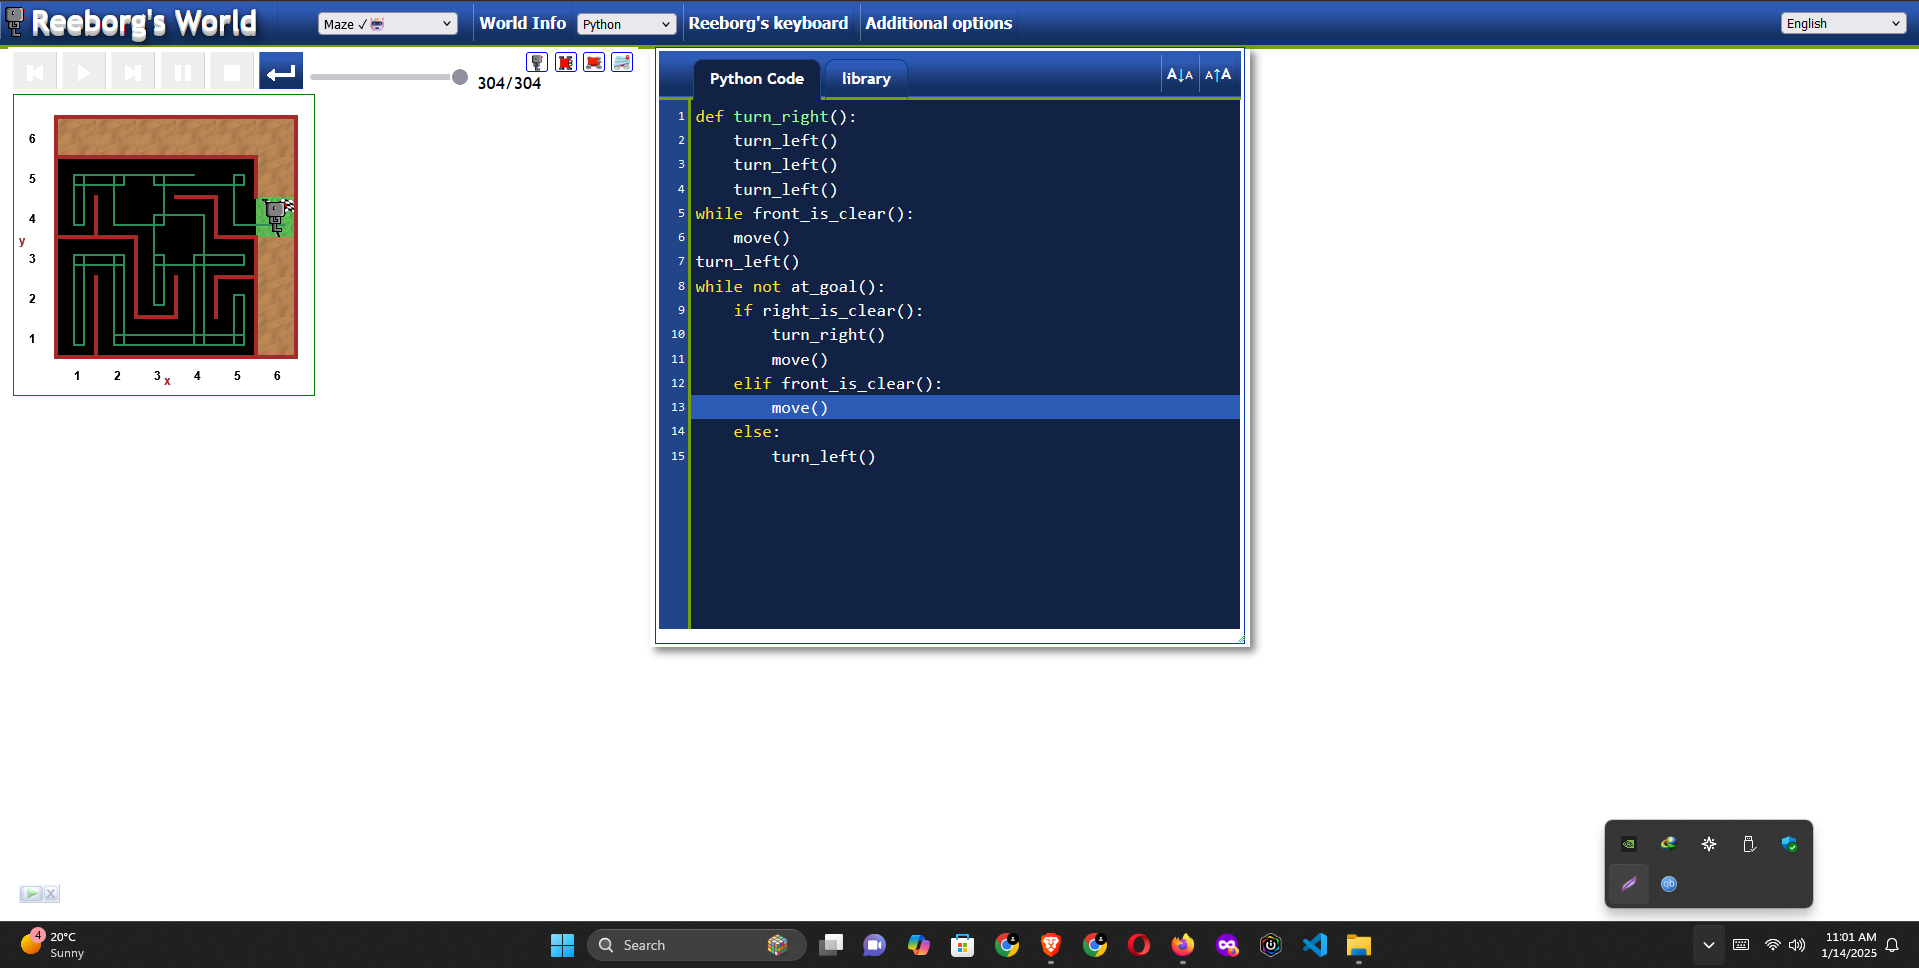 Reeborg's World
Maze ✓
World Info
Python
Reeborg's keyboard
Additional options
English
304/304
Python Code
library
A↓A
A↑A
1 def turn_right():
2     turn_left()
3     turn_left()
4     turn_left()
5 while front_is_clear():
6     move()
7 turn_left()
8 while not at_goal():
9     if right_is_clear():
10         turn_right()
11         move()
12     elif front_is_clear():
13         move()
14     else:
15         turn_left()
6
5
4
y
3
2
1
1 2 3 x 4 5 6
4
20°C
Sunny
Search
qb
11:01 AM
1/14/2025